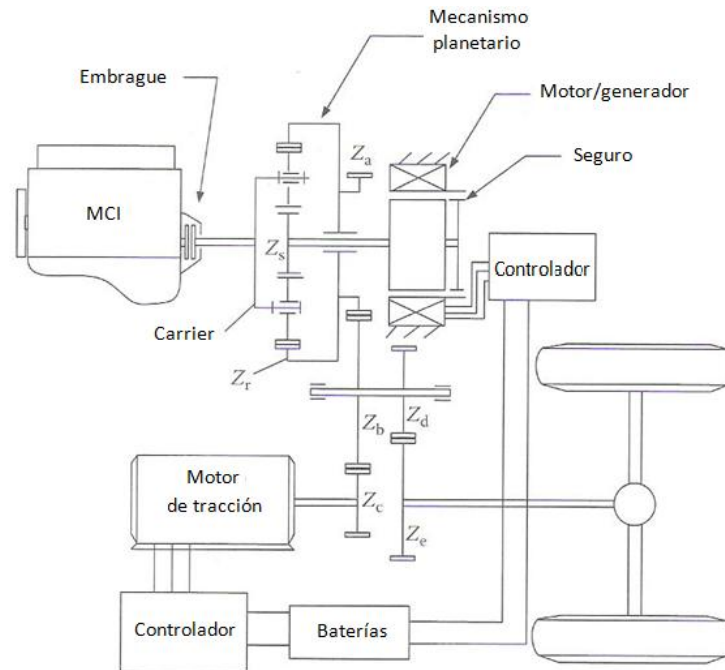 Mecanismo
planetario
Embrague
Motor/generador
Z_a
Seguro
MCI
Z_s
Controlador
Carrier
Z_r
Z_b
Z_d
Motor
de tracción
Z_c
Z_e
Controlador
Baterías